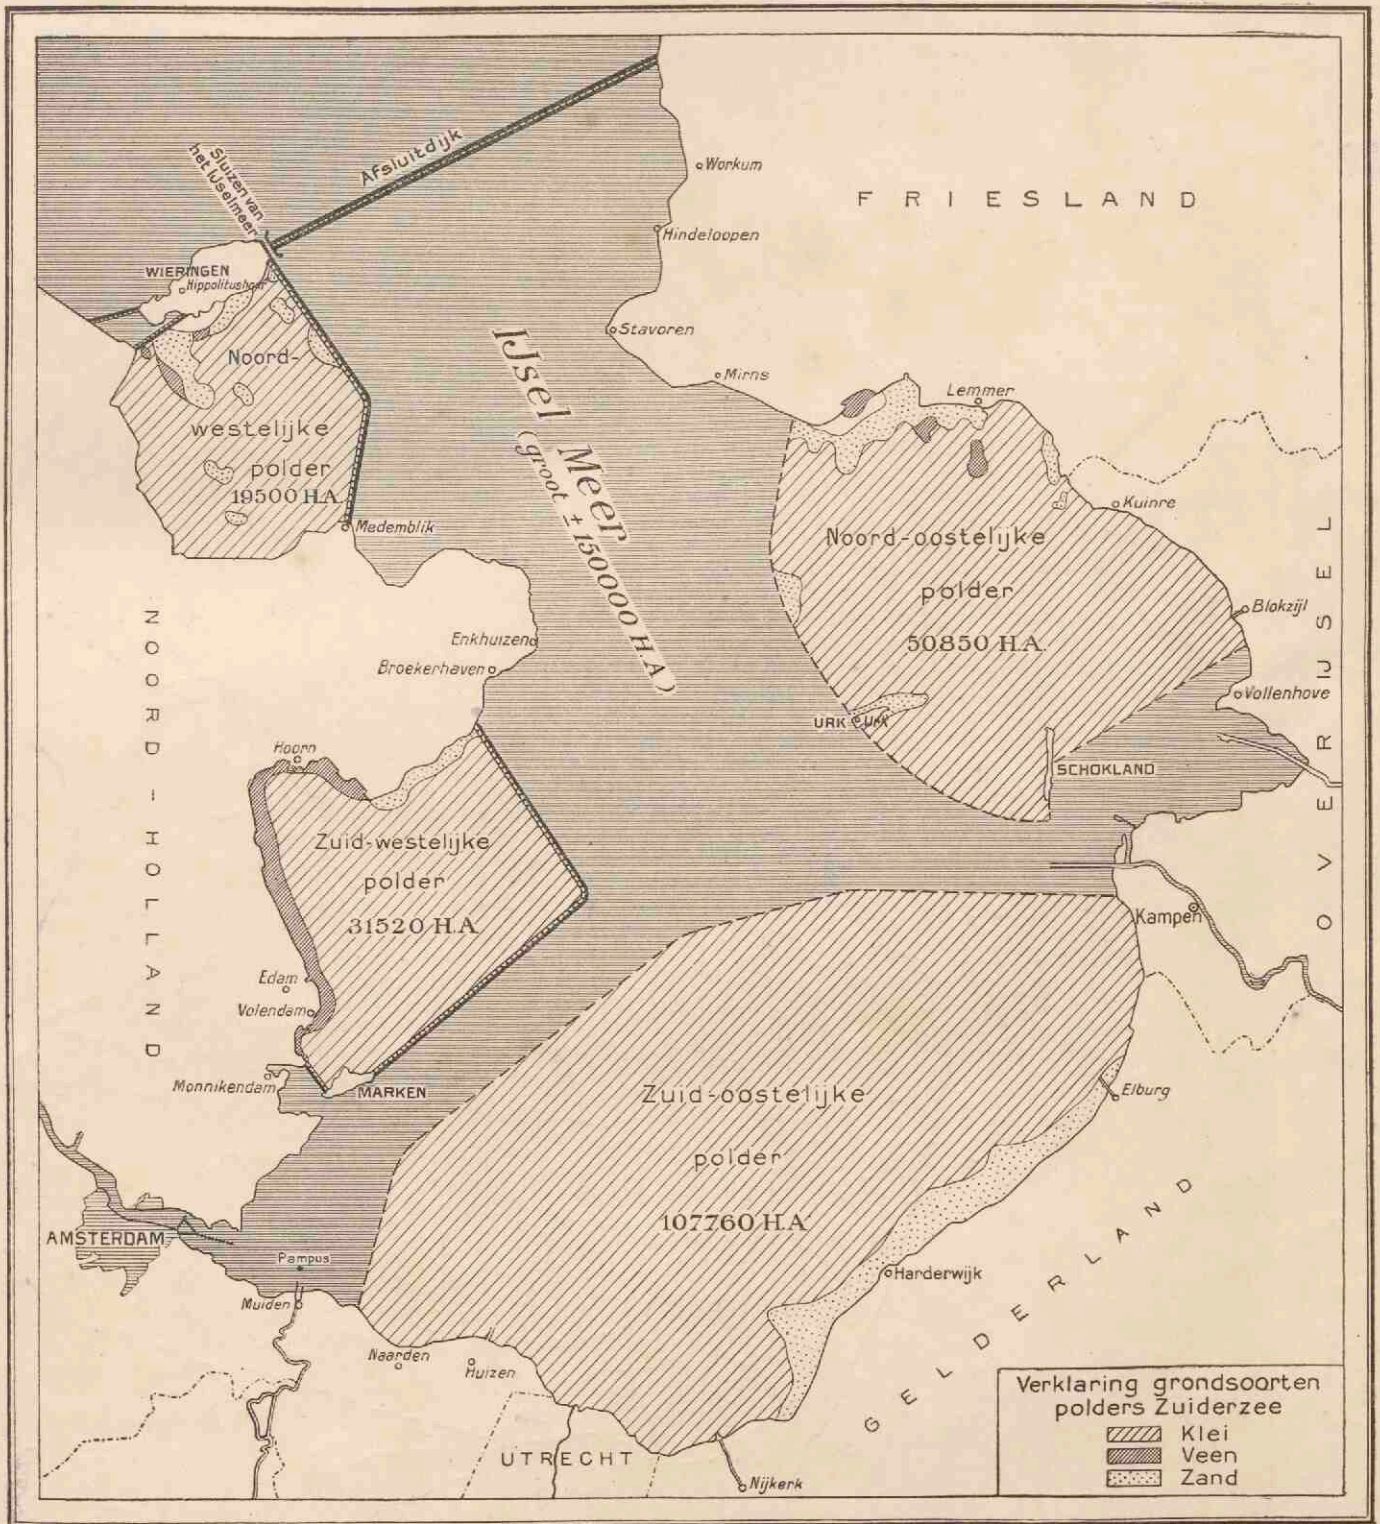 Afsluitdijk
Sluizen van
het IJselmeer
Workum
FRIESLAND
Hindeloopen
WIERINGEN
Stavoren
Noord-
westelijke
polder
19500 H.A.
Mirns
Lemmer
IJsel Meer
(groot ± 150000 H.A)
Medemblik
Kuinre
Noord-oostelijke
polder
50850 H.A.
Blokzijl
Vollenhove
Enkhuizen
Broekerhaven
URK
Urk
SCHOKLAND
NOORD-HOLLAND
OVERIJSSEL
Hoorn
Zuid-westelijke
polder
31520 H.A.
Kampen
Edam
Volendam
Monnikendam
MARKEN
Elburg
Zuid-oostelijke
polder
107760 H.A.
AMSTERDAM
Pampus
Muiden
Harderwijk
GELDERLAND
Naarden
Huizen
UTRECHT
Nijkerk
Verklaring grondsoorten
polders Zuiderzee
Klei
Veen
Zand